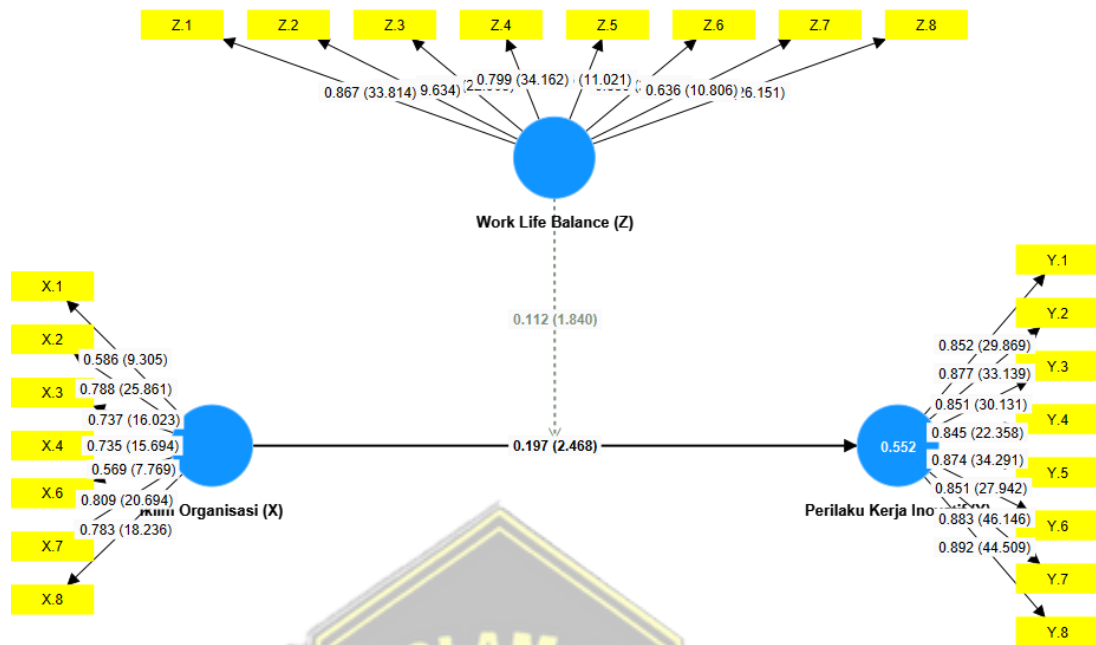 Z.1
Z.2
Z.3
Z.4
Z.5
Z.6
Z.7
Z.8
0.867 (33.814)
9.634)
0.799 (34.162)
(11.021)
0.636 (10.806)
26.151)
Work Life Balance (Z)
0.112 (1.840)
X.1
X.2
X.3
X.4
X.6
X.7
X.8
0.586 (9.305)
0.788 (25.861)
0.737 (16.023)
0.735 (15.694)
0.569 (7.769)
0.809 (20.694)
0.783 (18.236)
Organisasi (X)
0.197 (2.468)
0.552
Perilaku Kerja
Y.1
Y.2
Y.3
Y.4
Y.5
Y.6
Y.7
Y.8
0.852 (29.869)
0.877 (33.139)
0.851 (30.131)
0.845 (22.358)
0.874 (34.291)
0.851 (27.942)
0.883 (46.146)
0.892 (44.509)